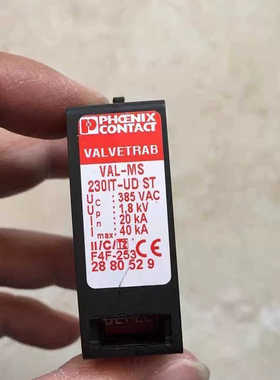 PHŒNIX
CONTACT
VALVETRAB
VAL-MS
230IT-UD ST
Uc: 385 VAC
Up: 1.8 kV
In: 20 kA
Imax: 40 kA
II/C/T2 CE
F4F-253
28 80 52 9